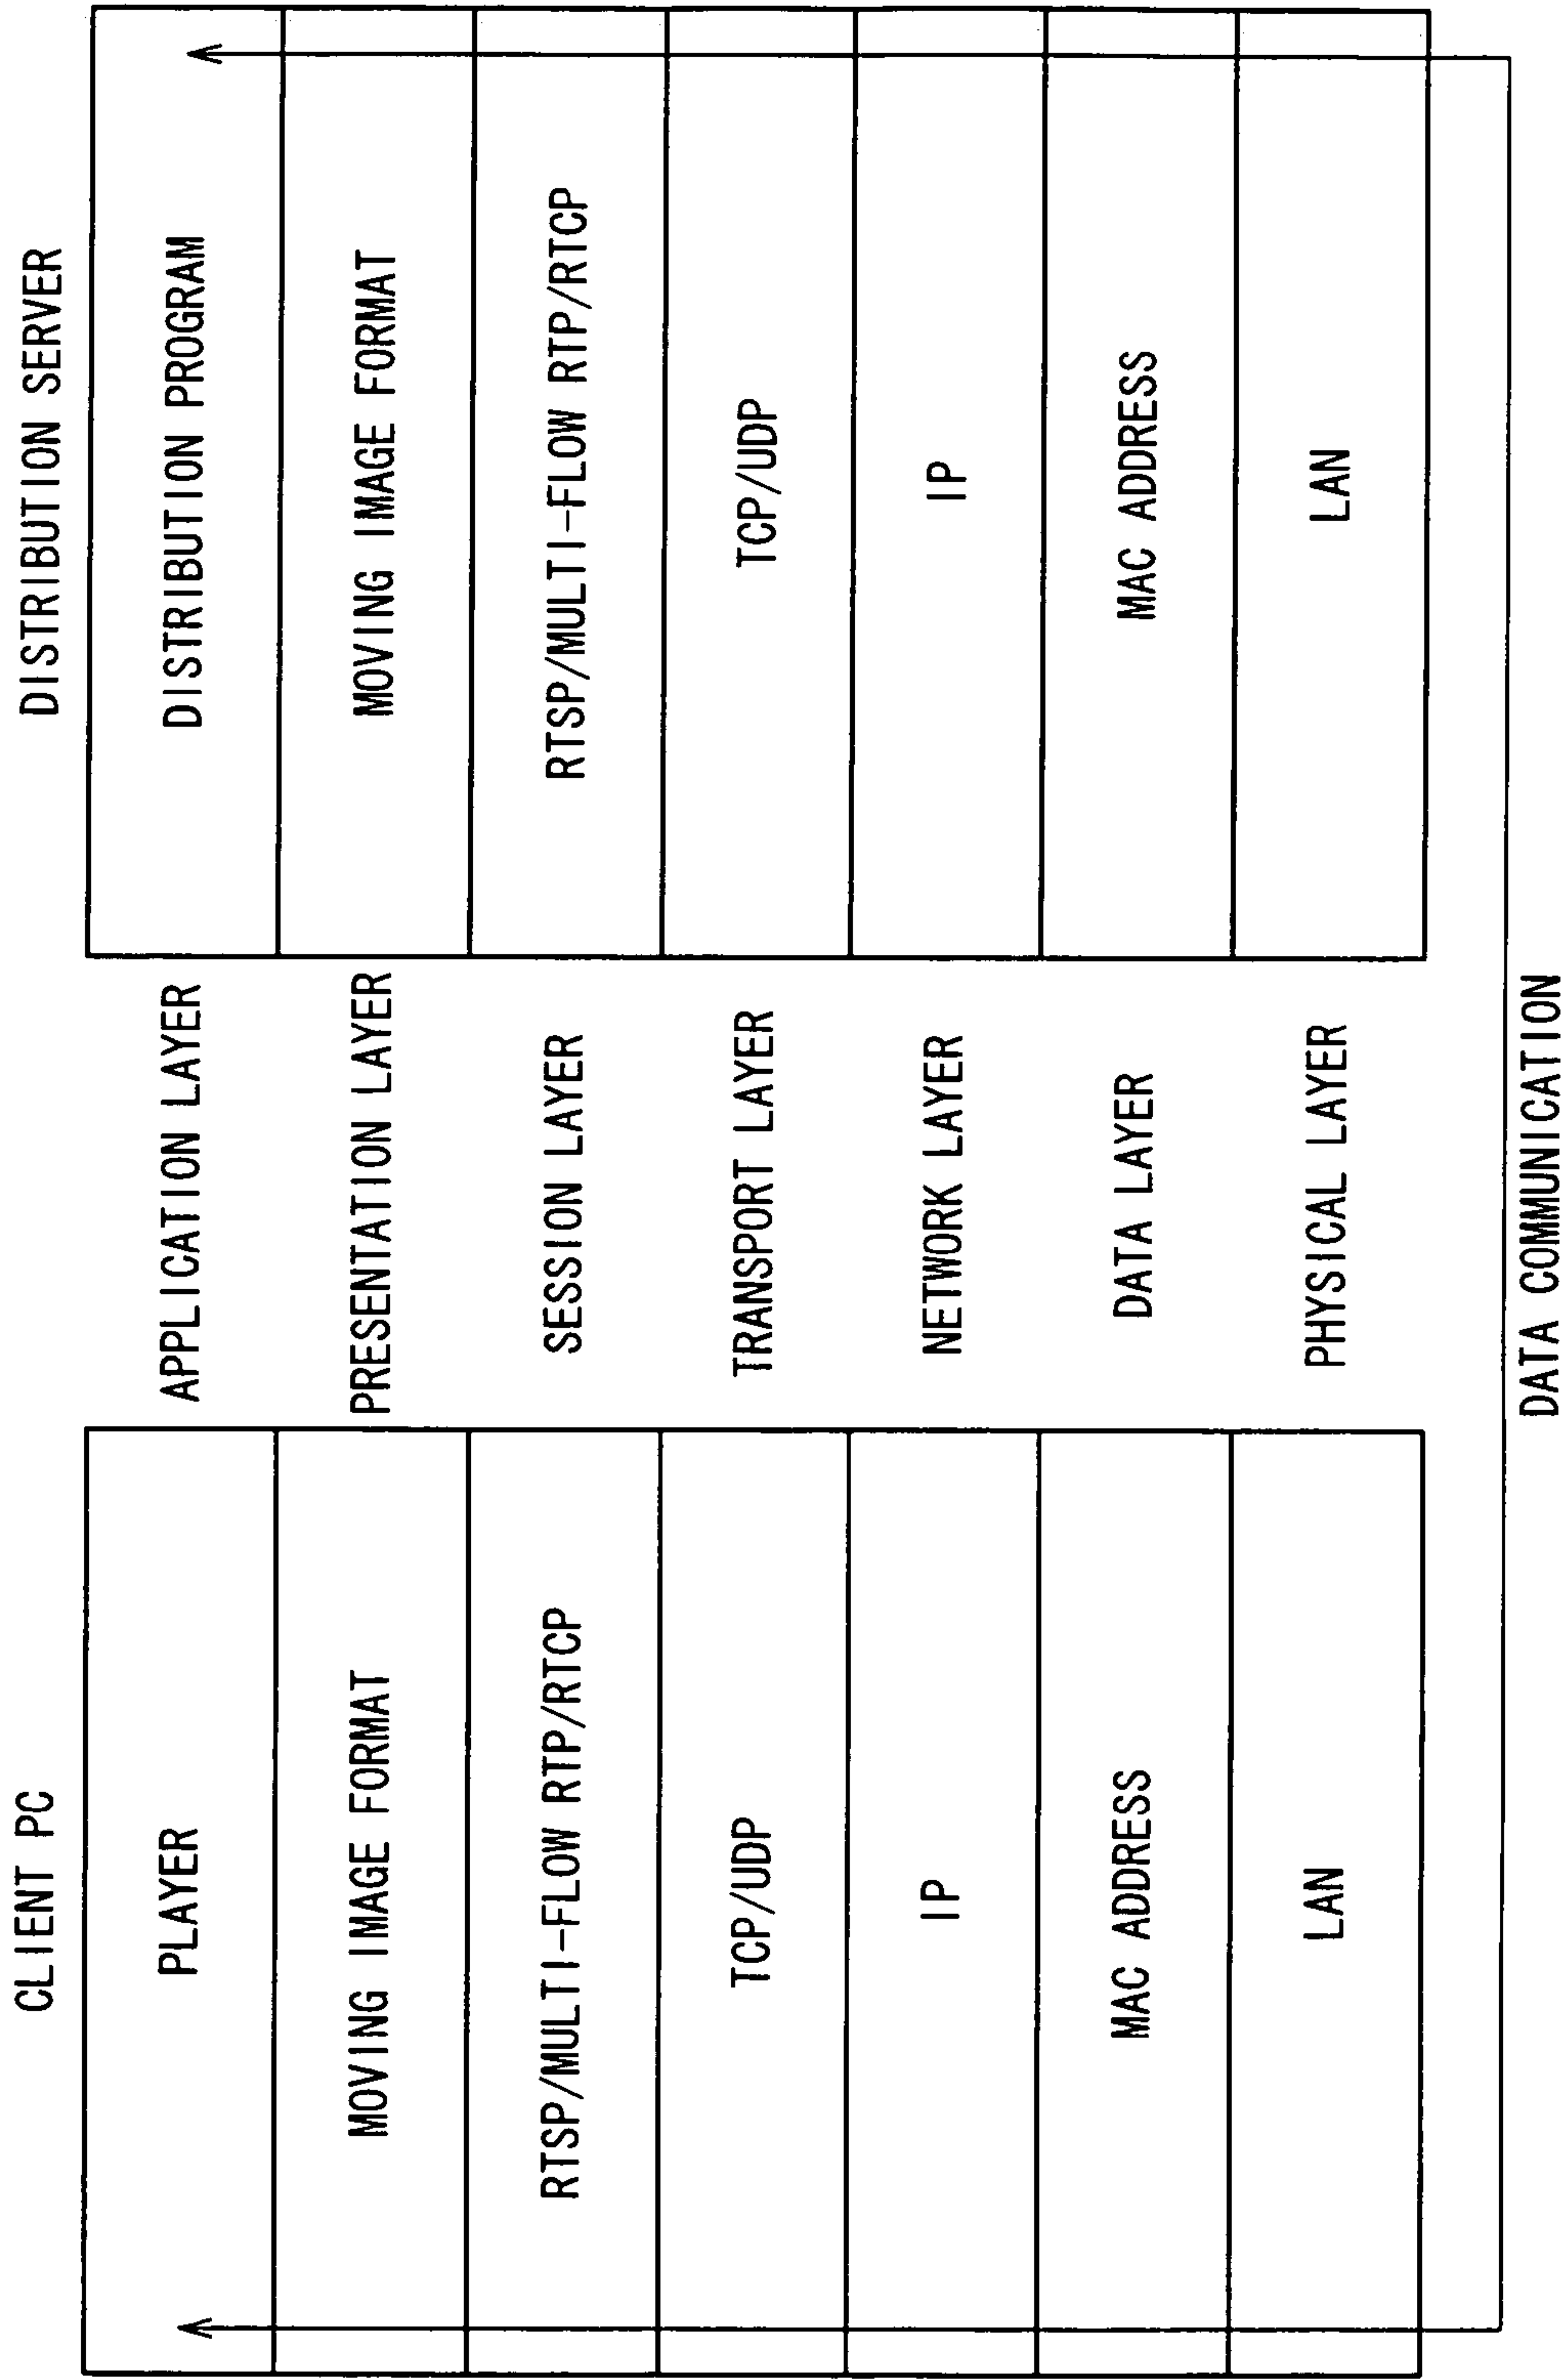 CLIENT PC
DISTRIBUTION SERVER
PLAYER
APPLICATION LAYER
DISTRIBUTION PROGRAM
MOVING IMAGE FORMAT
PRESENTATION LAYER
MOVING IMAGE FORMAT
RTSP/MULTI-FLOW RTP/RTCP
SESSION LAYER
RTSP/MULTI-FLOW RTP/RTCP
TCP/UDP
TRANSPORT LAYER
TCP/UDP
IP
NETWORK LAYER
IP
MAC ADDRESS
DATA LAYER
MAC ADDRESS
LAN
PHYSICAL LAYER
LAN
DATA COMMUNICATION